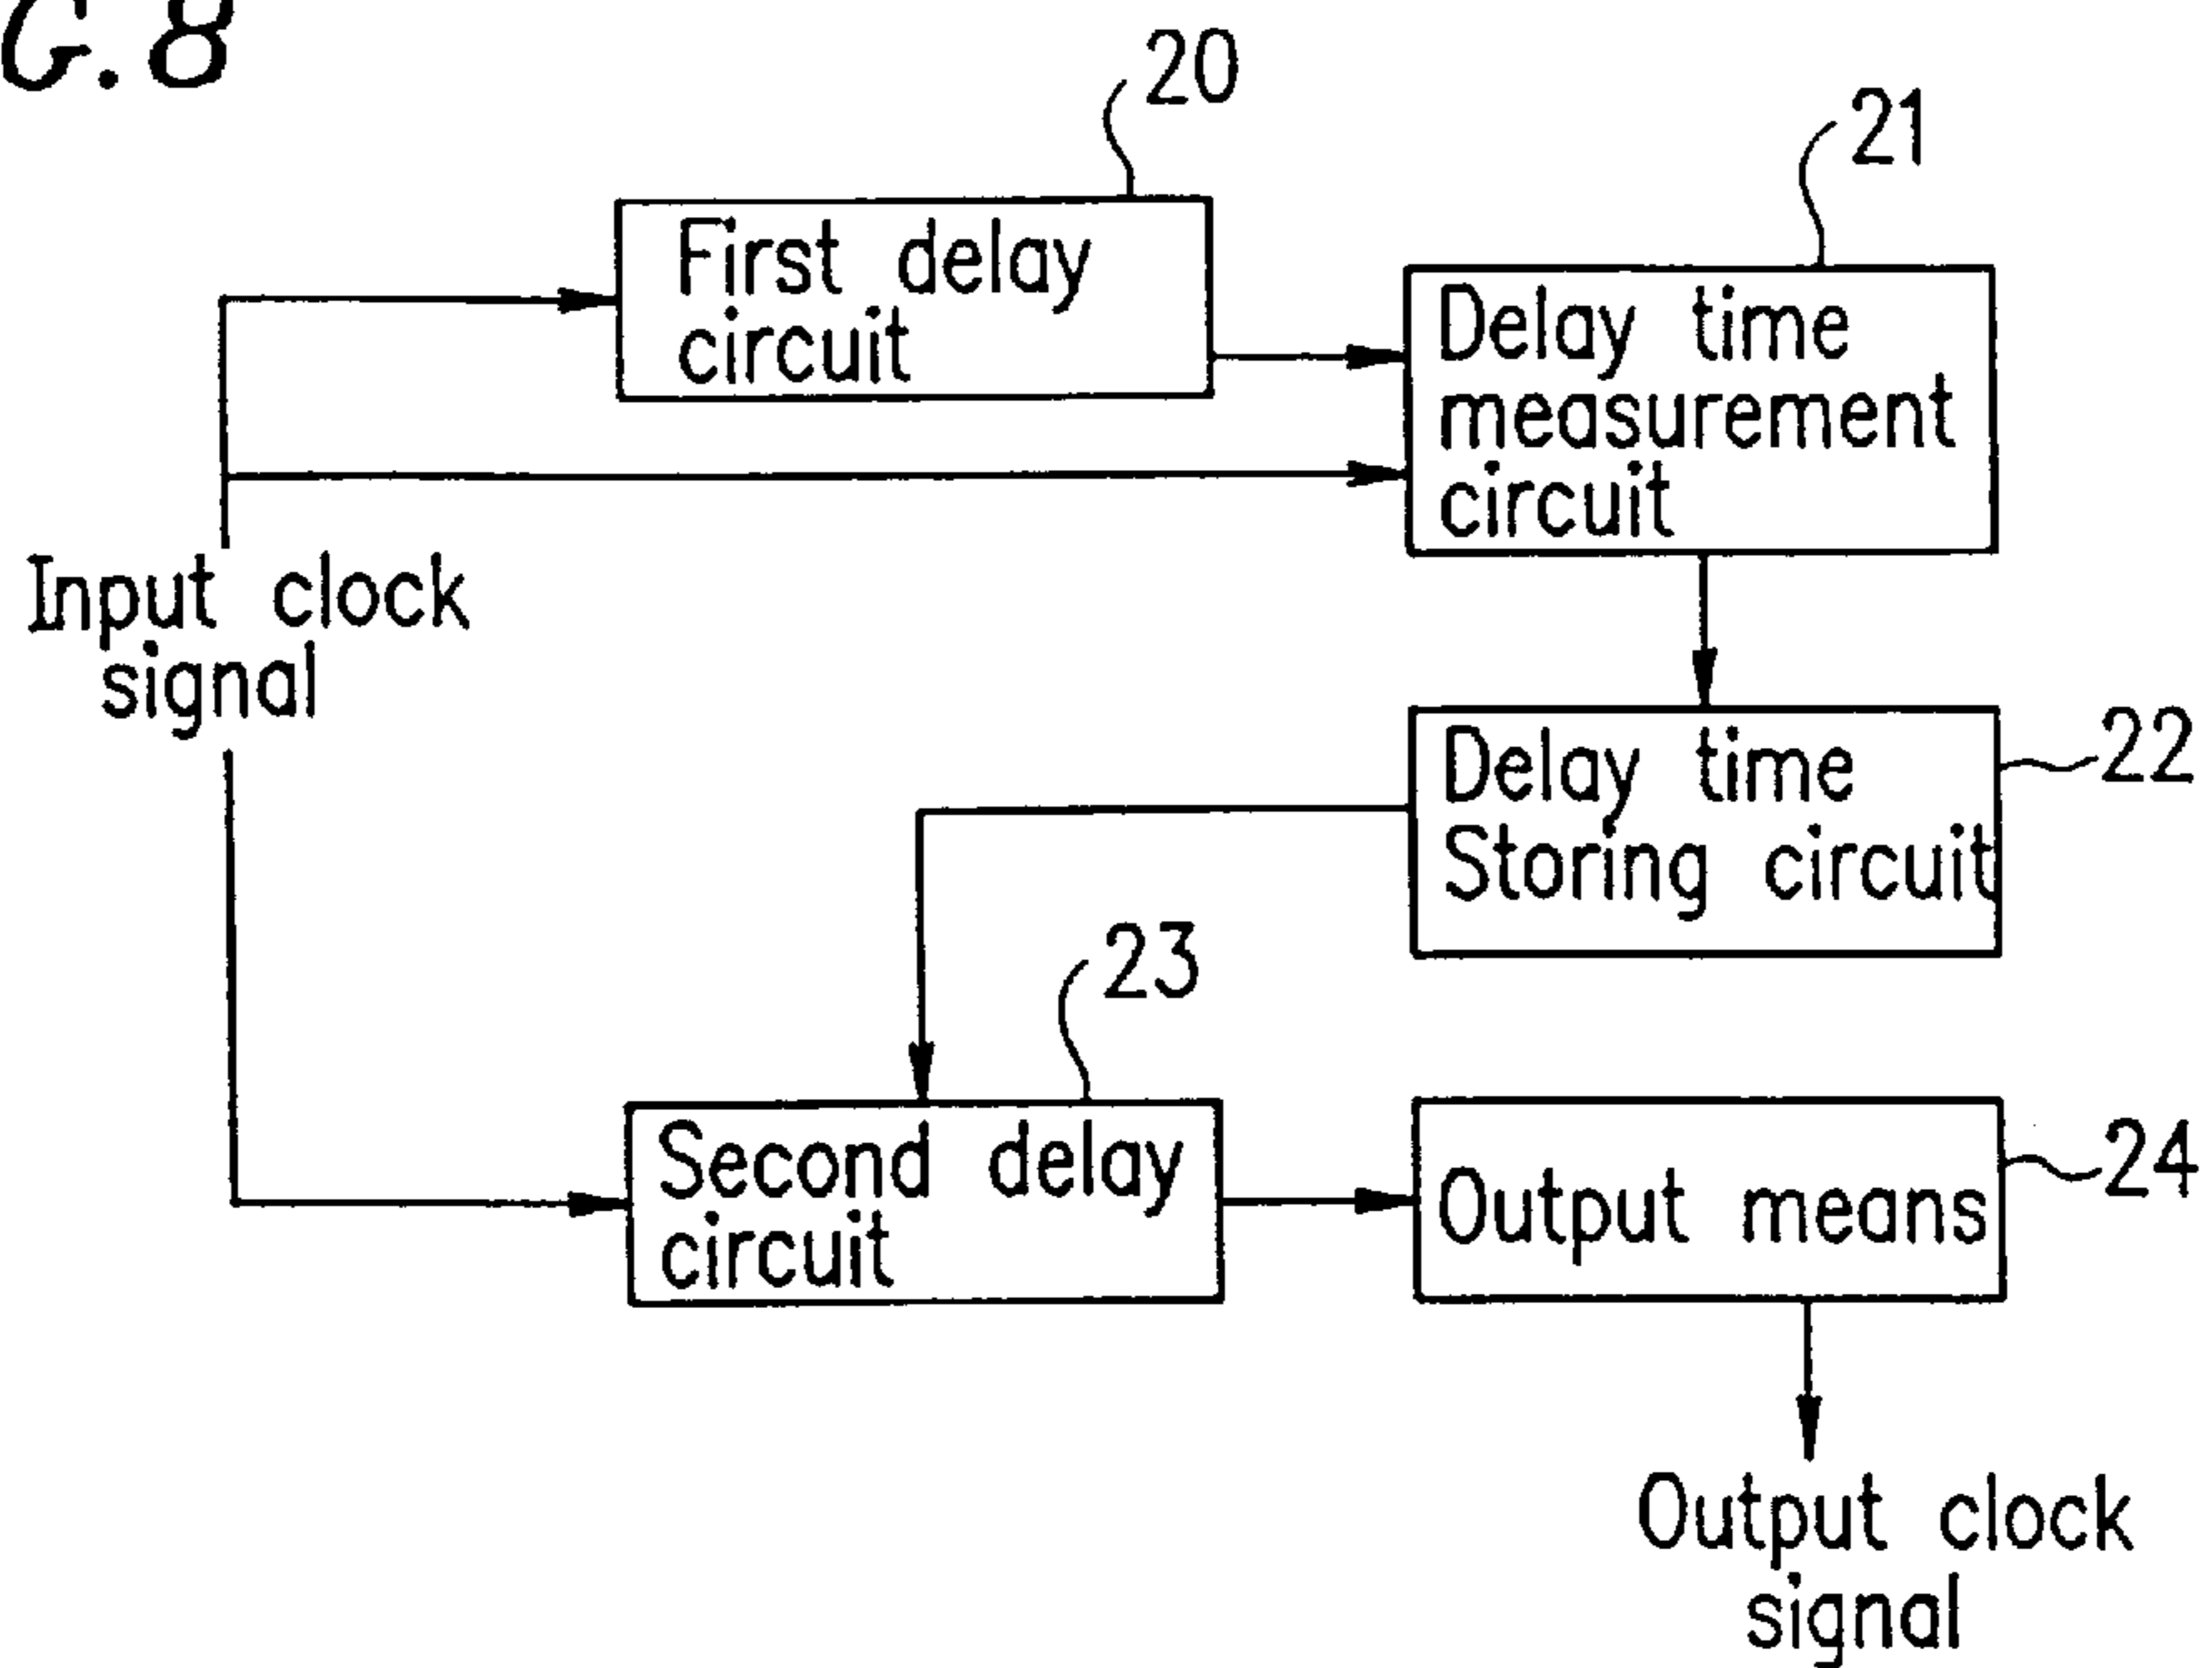 G. 8
20
21
First delay
circuit
Delay time
measurement
circuit
Input clock
signal
22
Delay time
Storing circuit
23
24
Second delay
circuit
Output means
Output clock
signal